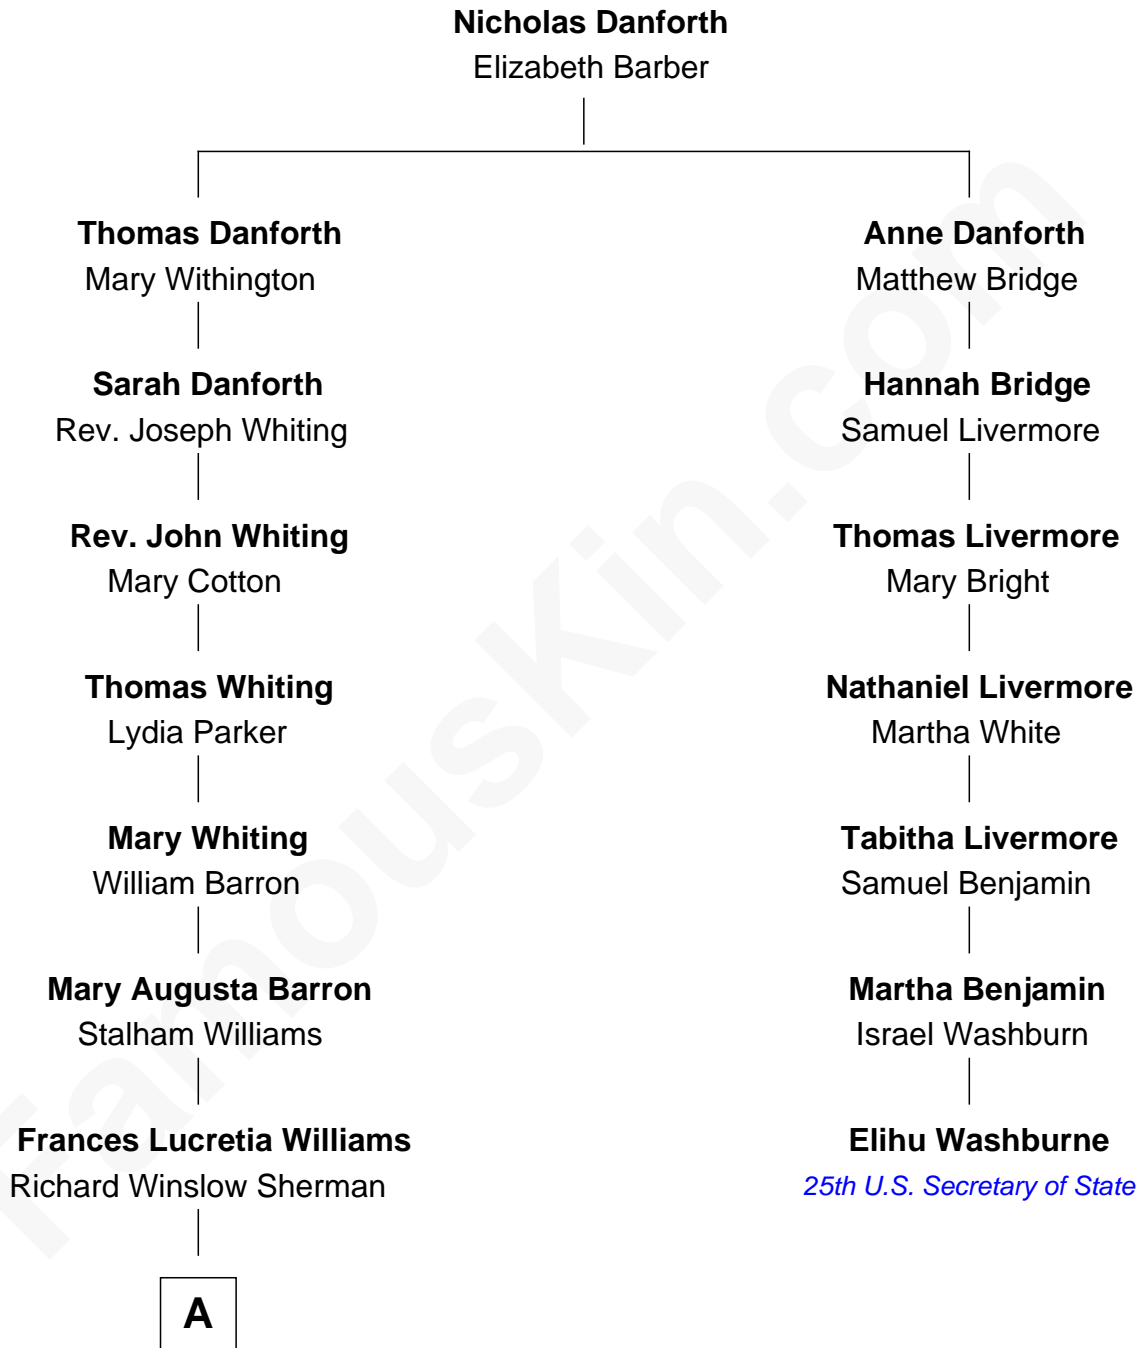 Nicholas Danforth
Elizabeth Barber
Thomas Danforth
Mary Withington
Anne Danforth
Matthew Bridge
Sarah Danforth
Rev. Joseph Whiting
Hannah Bridge
Samuel Livermore
Rev. John Whiting
Mary Cotton
Thomas Livermore
Mary Bright
Thomas Whiting
Lydia Parker
Nathaniel Livermore
Martha White
Mary Whiting
William Barron
Tabitha Livermore
Samuel Benjamin
Mary Augusta Barron
Stalham Williams
Martha Benjamin
Israel Washburn
Frances Lucretia Williams
Richard Winslow Sherman
Elihu Washburne
25th U.S. Secretary of State
A
FamousKin.com